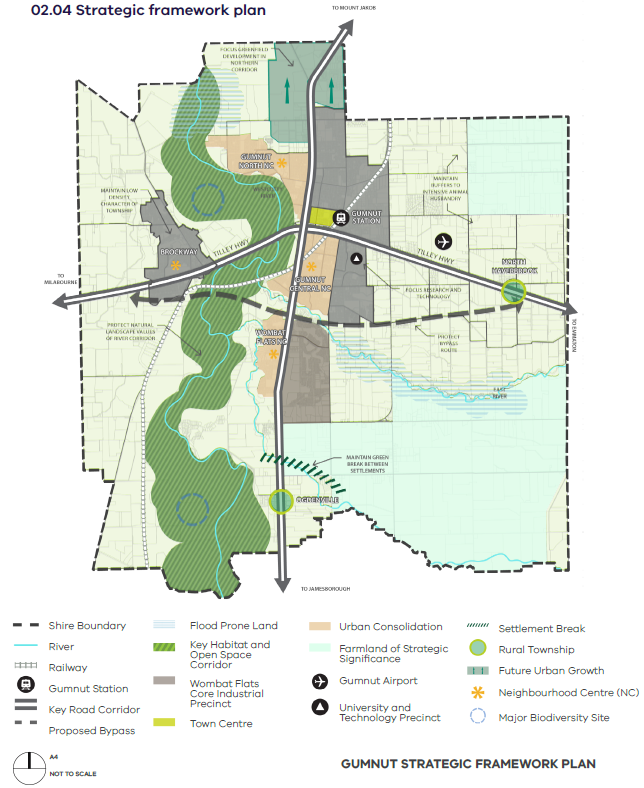 02.04 Strategic framework plan
TO MOUNT JAKOB
FOCUS GREENFIELD
DEVELOPMENT IN
NORTHERN
CORRIDOR
GUMNUT
NORTH NC
MAINTAIN LOW
DENSITY
CHARACTER OF
TOWNSHIP
RIVER
MAINTAIN
BUFFERS TO
INTENSIVE ANIMAL
HUSBANDRY
GUMNUT
STATION
BROCKWAY
TILLEY HWY
TILLEY HWY
NORTH
HAVERBROOK
TO
MILABOURNE
GUMNUT
CENTRAL NC
FOCUS RESEARCH AND
TECHNOLOGY
PROTECT NATURAL
LANDSCAPE VALUES
OF RIVER CORRIDOR
WOMBAT
FLATS NC
PROTECT
BYPASS
ROUTE
EAST
RIVER
MAINTAIN GREEN
BREAK BETWEEN
SETTLEMENTS
OGDENVILLE
TO JAMESBOROUGH
Shire Boundary
River
Railway
Gumnut Station
Key Road Corridor
Proposed Bypass
Flood Prone Land
Key Habitat and
Open Space
Corridor
Wombat Flats
Core Industrial
Precinct
Town Centre
Urban Consolidation
Farmland of Strategic
Significance
Gumnut Airport
University and
Technology Precinct
Settlement Break
Rural Township
Future Urban Growth
Neighbourhood Centre (NC)
Major Biodiversity Site
A4
NOT TO SCALE
GUMNUT STRATEGIC FRAMEWORK PLAN